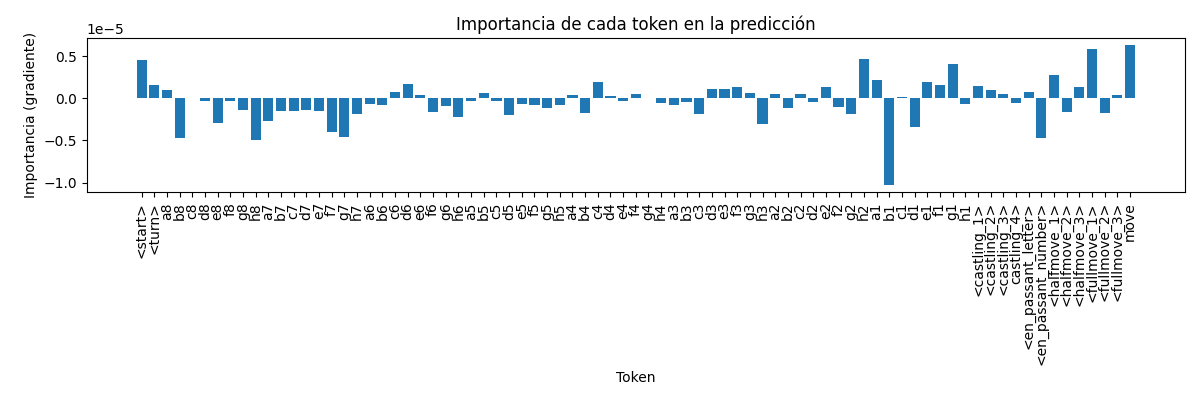 Importancia de cada token en la predicción
1e−5
Importancia (gradiente)
0.5
0.0
−0.5
−1.0
<start>
<turn>
a8
b8
c8
d8
e8
f8
g8
h8
a7
b7
c7
d7
e7
f7
g7
h7
a6
b6
c6
d6
e6
f6
g6
h6
a5
b5
c5
d5
e5
f5
g5
h5
a4
b4
c4
d4
e4
f4
g4
h4
a3
b3
c3
d3
e3
f3
g3
h3
a2
b2
c2
d2
e2
f2
g2
h2
a1
b1
c1
d1
e1
f1
g1
h1
<castling_1>
<castling_2>
<castling_3>
castling_4>
<en_passant_letter>
<en_passant_number>
<halfmove_1>
<halfmove_2>
<halfmove_3>
<fullmove_1>
<fullmove_2>
<fullmove_3>
move
Token